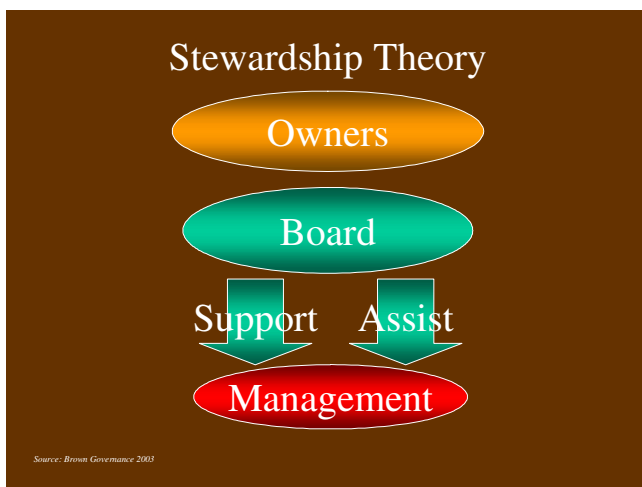 Stewardship Theory
Owners
Board
Support Assist
Management
Source: Brown Governance 2003